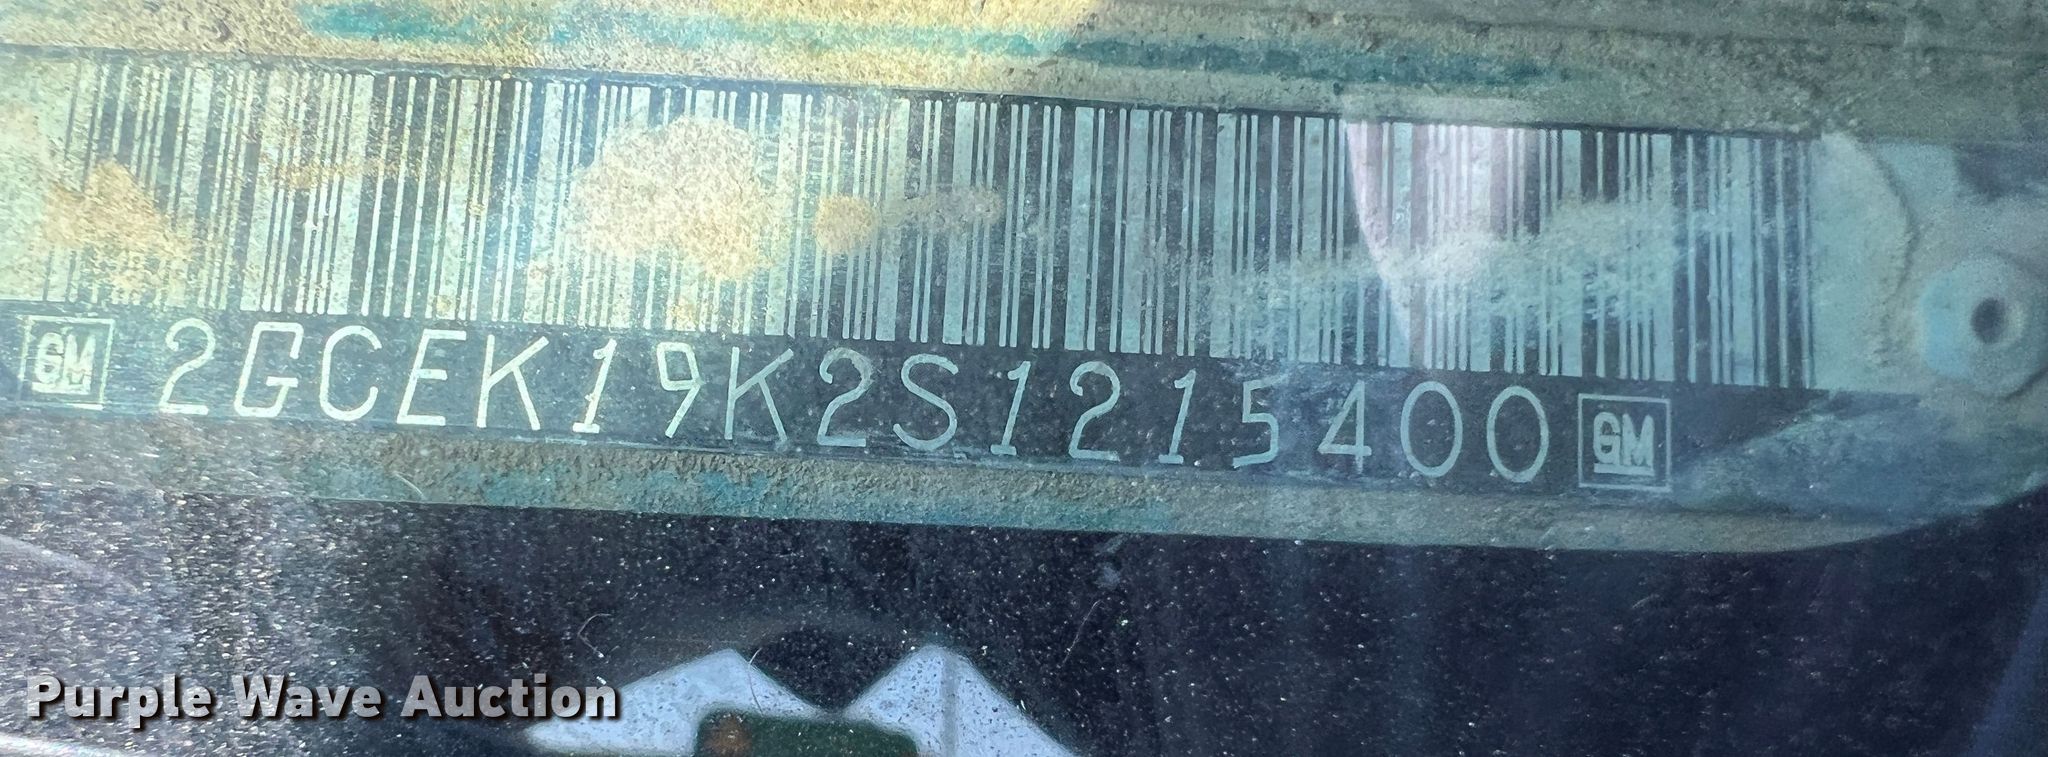 GM 2GCEK19K2S1215400 GM
Purple Wave Auction